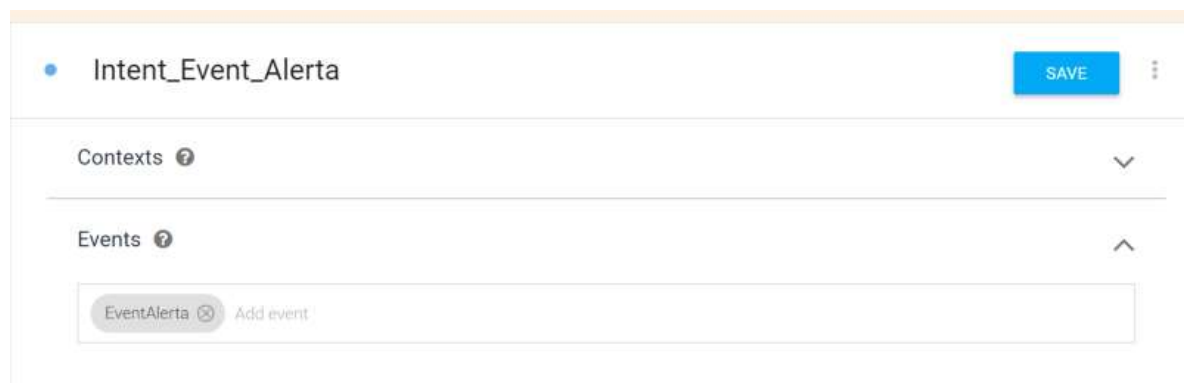 Intent_Event_Alerta
SAVE
Contexts
Events
EventAlerta Add event